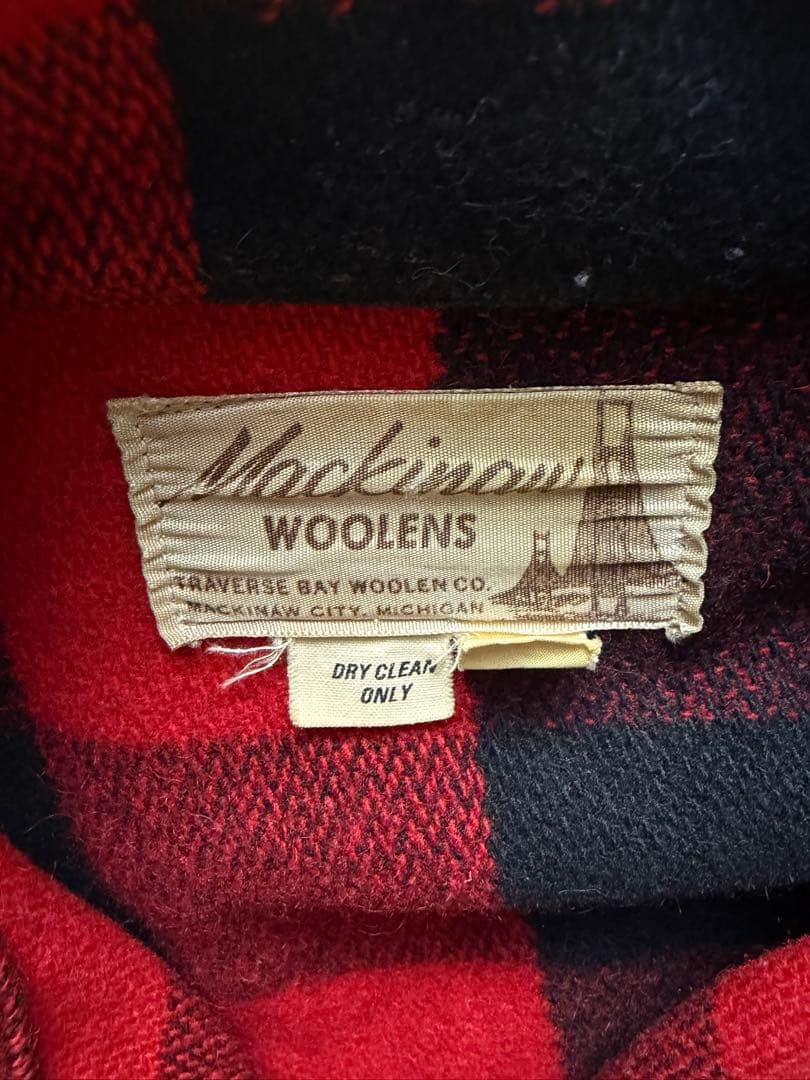 Mackinaw
WOOLENS
TRAVERSE BAY WOOLEN CO.
MACKINAW CITY, MICHIGAN
DRY CLEAN
ONLY